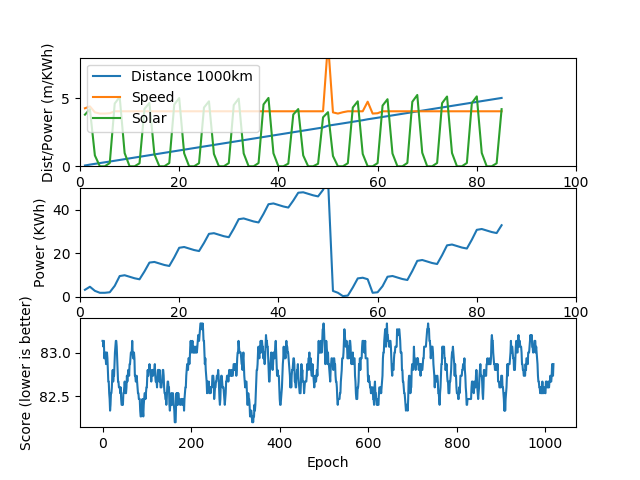 Dist/Power (m/KWh)
Distance 1000km
Speed
Solar
5
0
0 20 40 60 80 100
Power (KWh)
40
20
0
0 20 40 60 80 100
Score (lower is better)
83.0
82.5
0 200 400 600 800 1000
Epoch